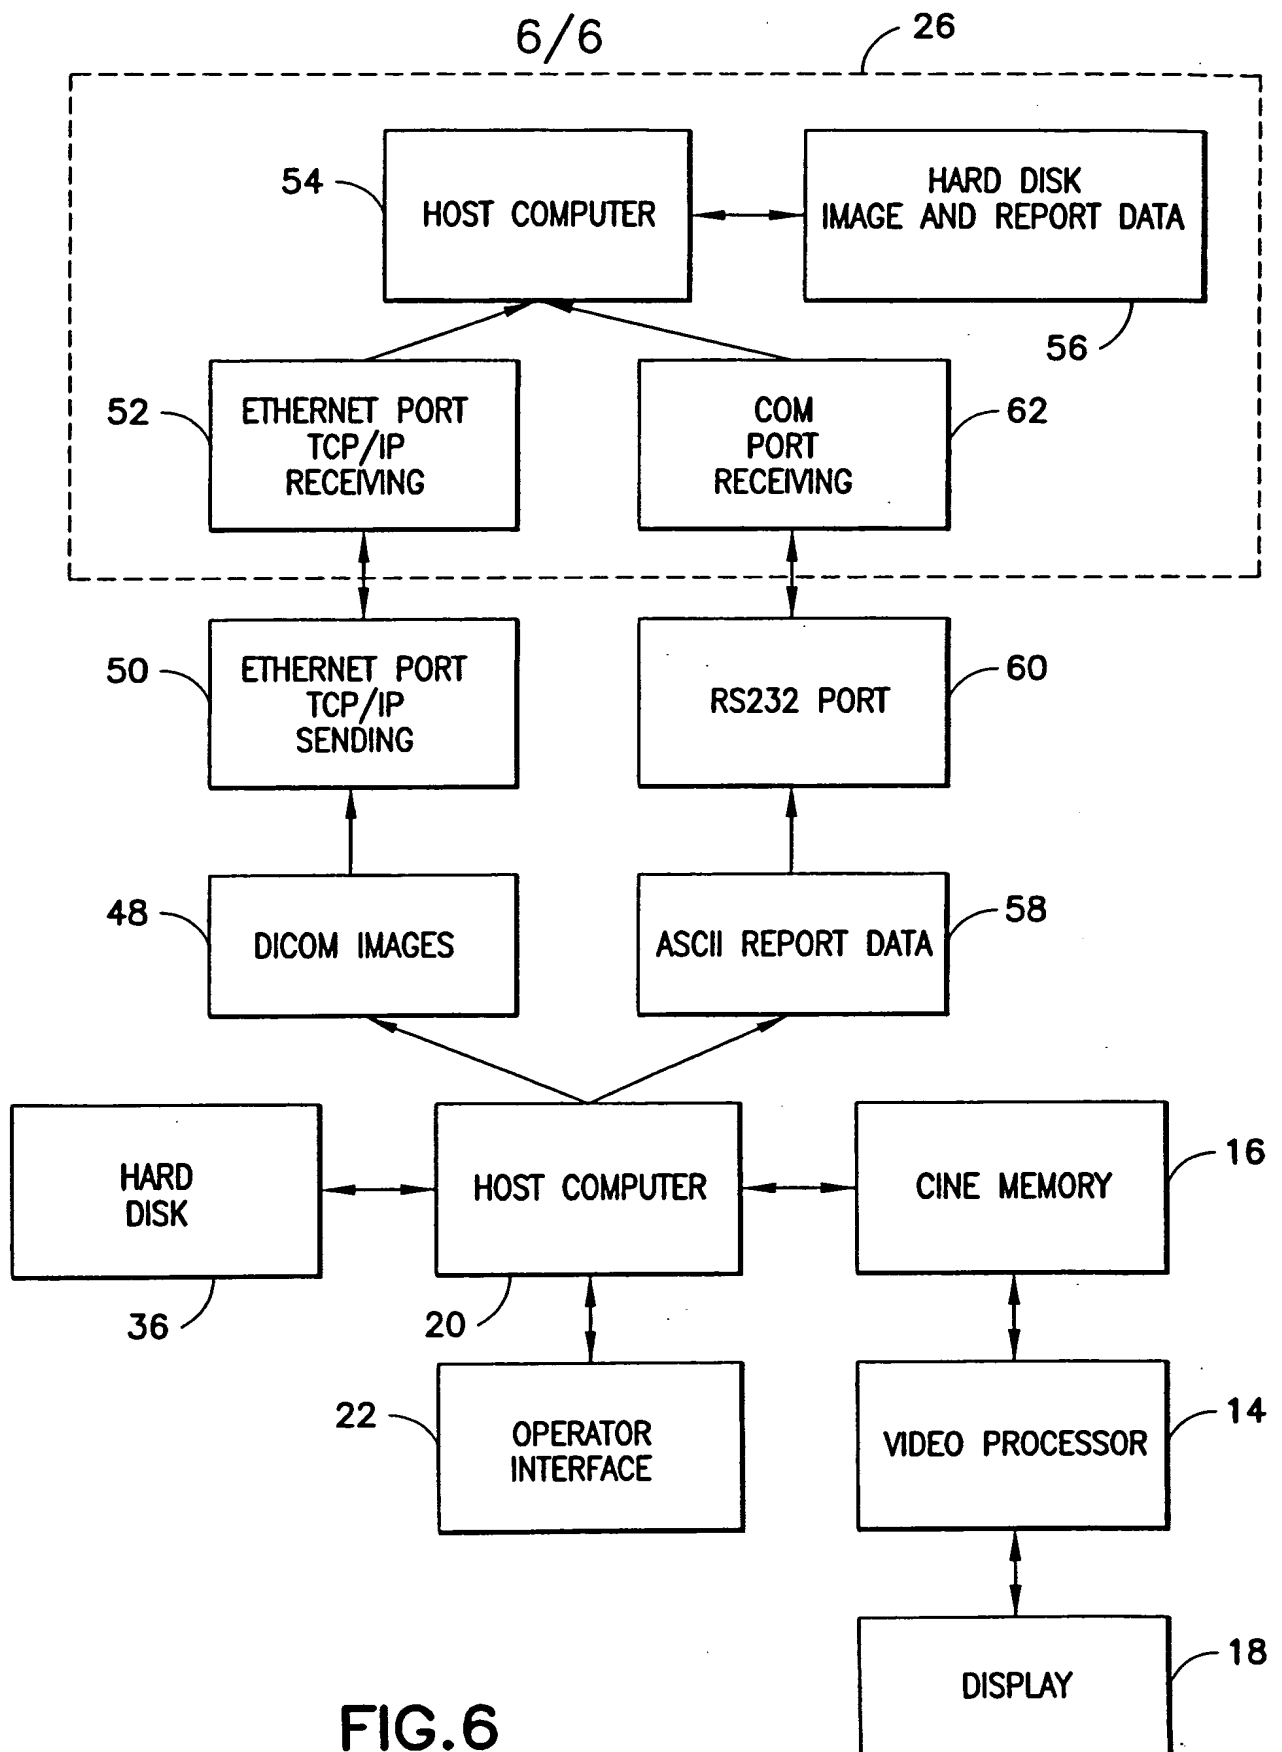 6/6
26
54
HOST COMPUTER
HARD DISK
IMAGE AND REPORT DATA
56
52
ETHERNET PORT
TCP/IP
RECEIVING
COM
PORT
RECEIVING
62
50
ETHERNET PORT
TCP/IP
SENDING
RS232 PORT
60
48
DICOM IMAGES
ASCII REPORT DATA
58
HARD
DISK
36
HOST COMPUTER
20
CINE MEMORY
16
22
OPERATOR
INTERFACE
VIDEO PROCESSOR
14
DISPLAY
18
FIG.6